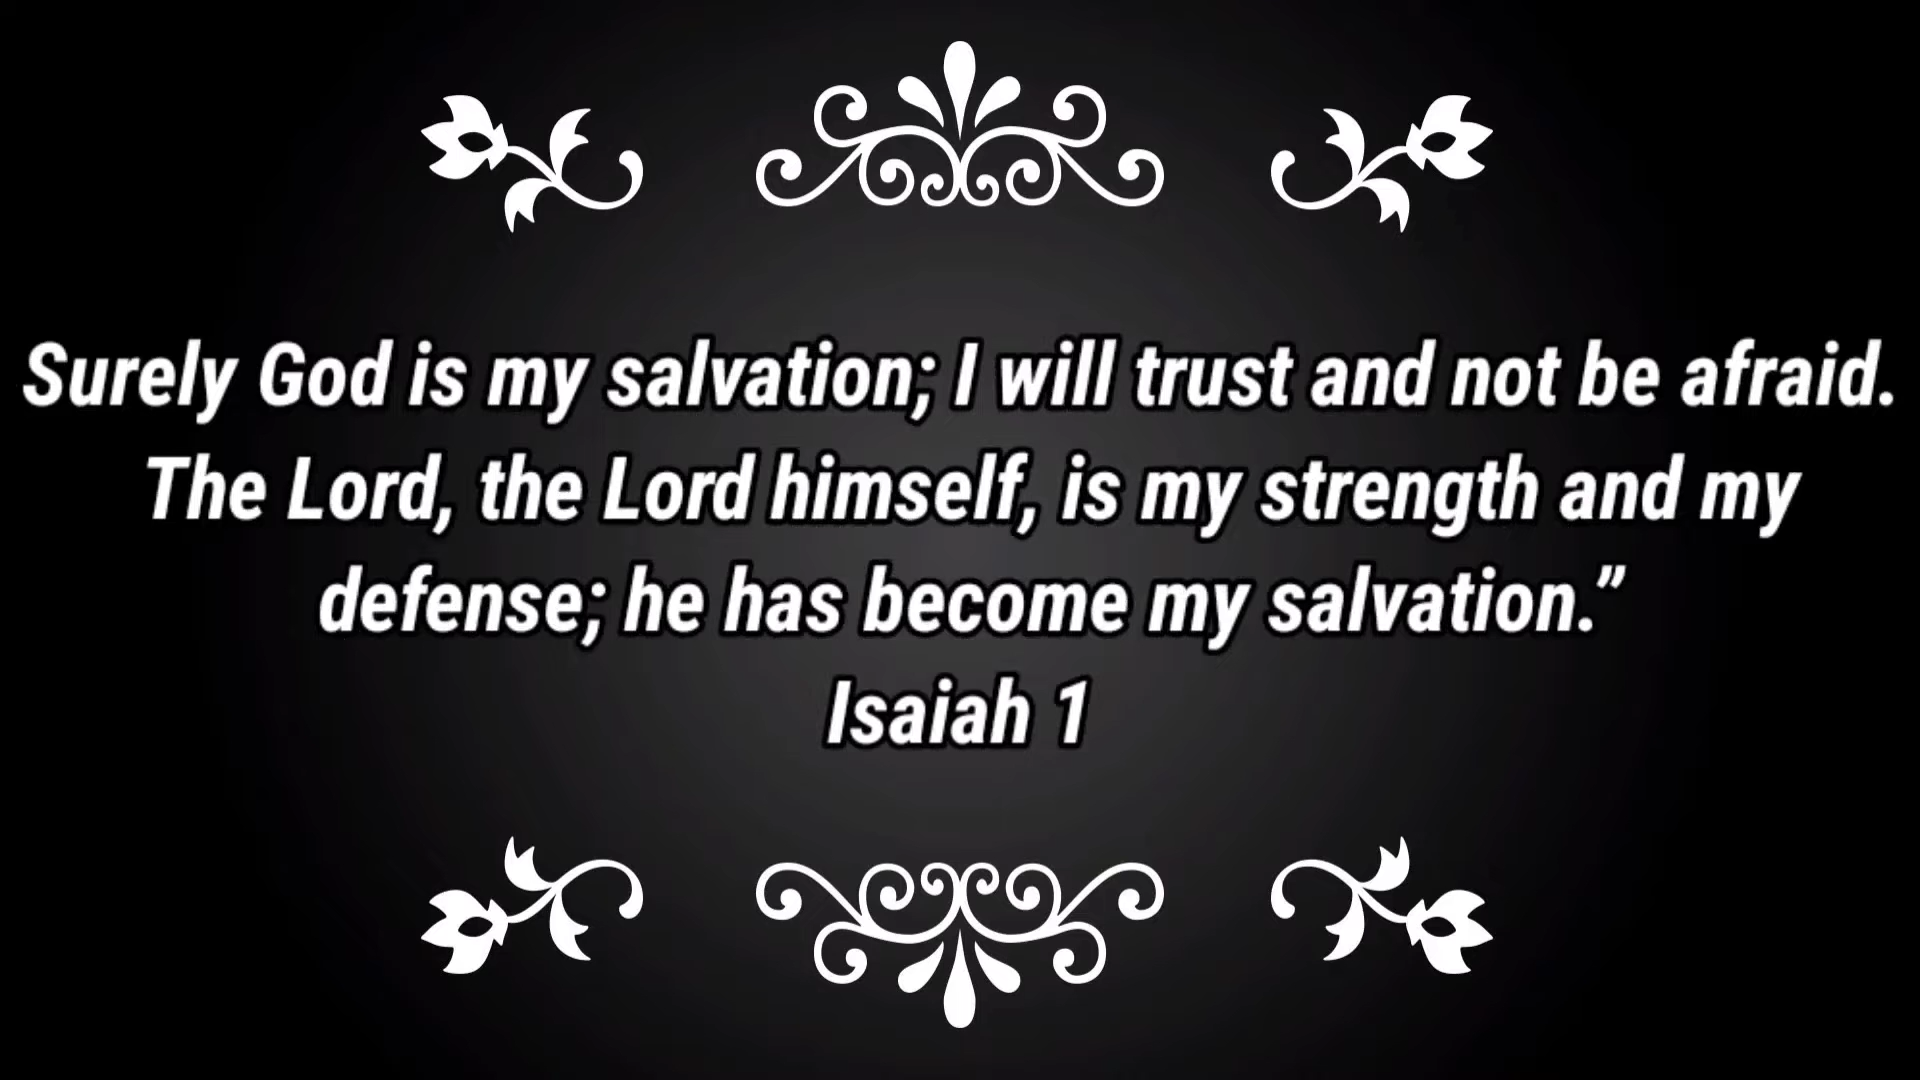 Surely God is my salvation; I will trust and not be afraid.
The Lord, the Lord himself, is my strength and my
defense; he has become my salvation.”
Isaiah 1